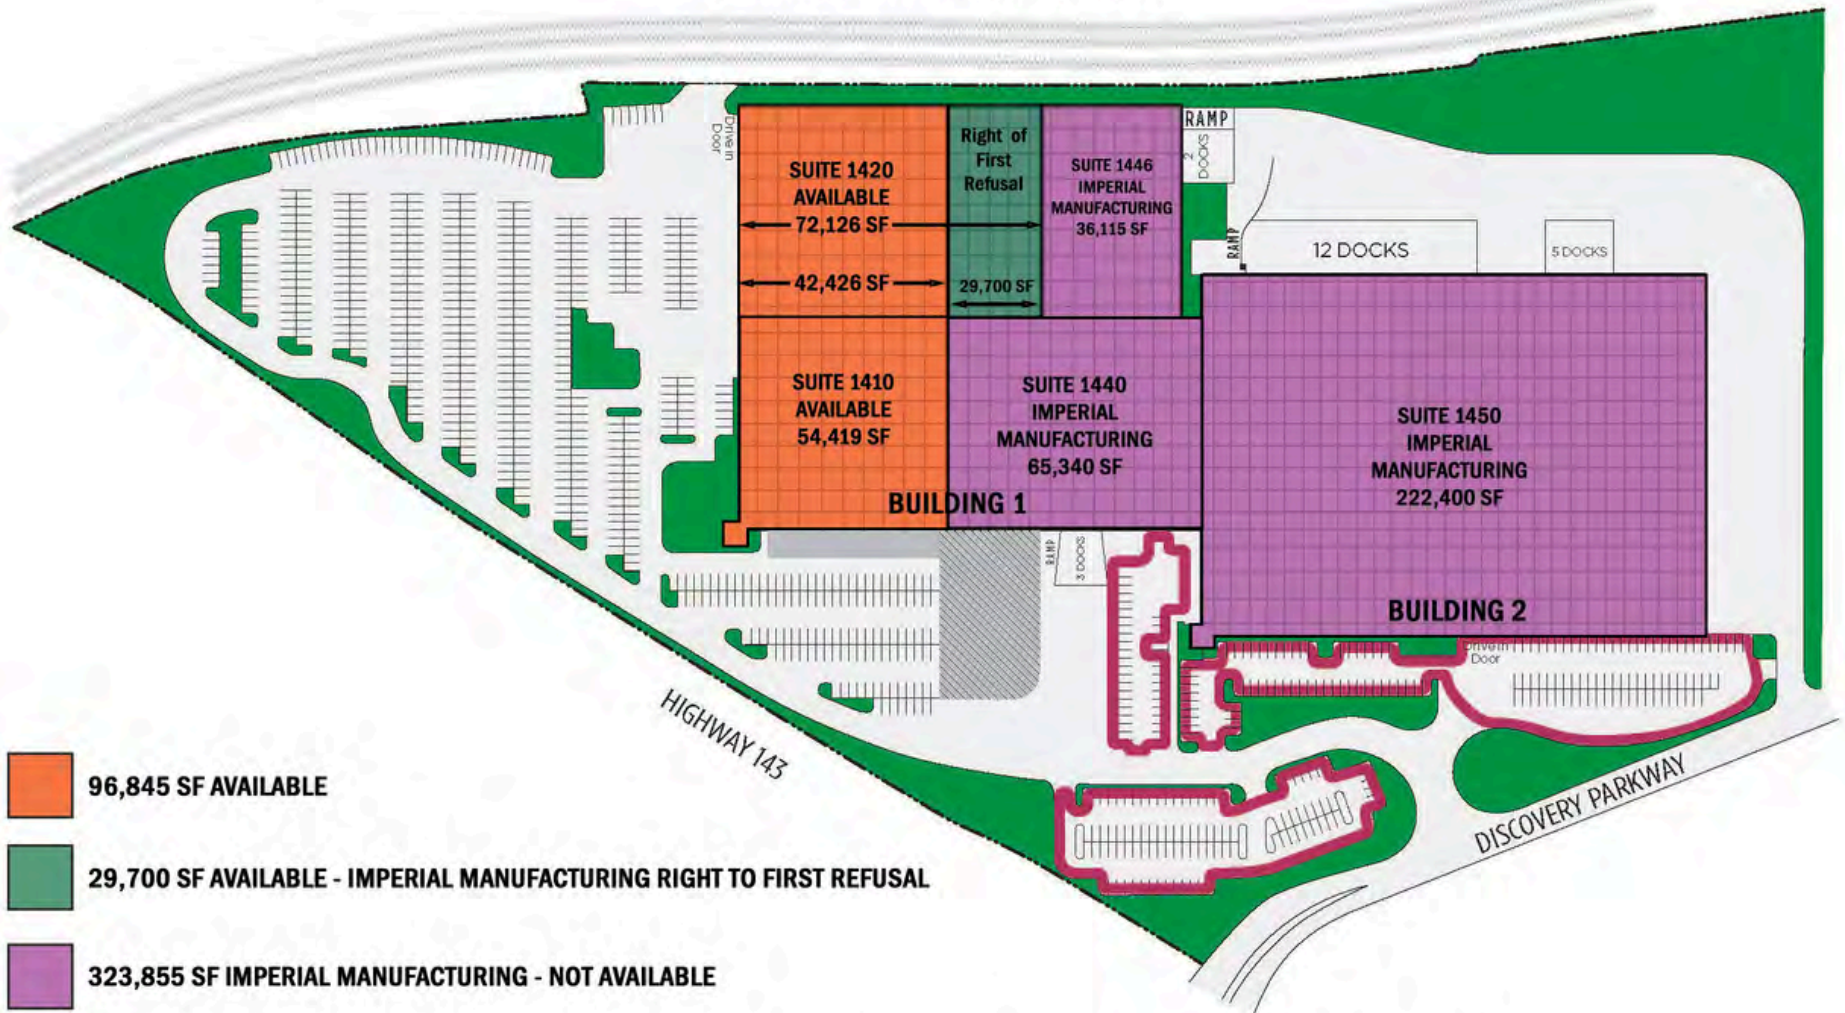 Drive in
Door
SUITE 1420
AVAILABLE
72,126 SF
42,426 SF
Right of
First
Refusal
29,700 SF
SUITE 1446
IMPERIAL
MANUFACTURING
36,115 SF
RAMP
2
DOCKS
RAMP
12 DOCKS
5 DOCKS
SUITE 1410
AVAILABLE
54,419 SF
SUITE 1440
IMPERIAL
MANUFACTURING
65,340 SF
BUILDING 1
SUITE 1450
IMPERIAL
MANUFACTURING
222,400 SF
BUILDING 2
RAMP
3 DOCKS
Drive in
Door
HIGHWAY 143
DISCOVERY PARKWAY
96,845 SF AVAILABLE
29,700 SF AVAILABLE - IMPERIAL MANUFACTURING RIGHT TO FIRST REFUSAL
323,855 SF IMPERIAL MANUFACTURING - NOT AVAILABLE